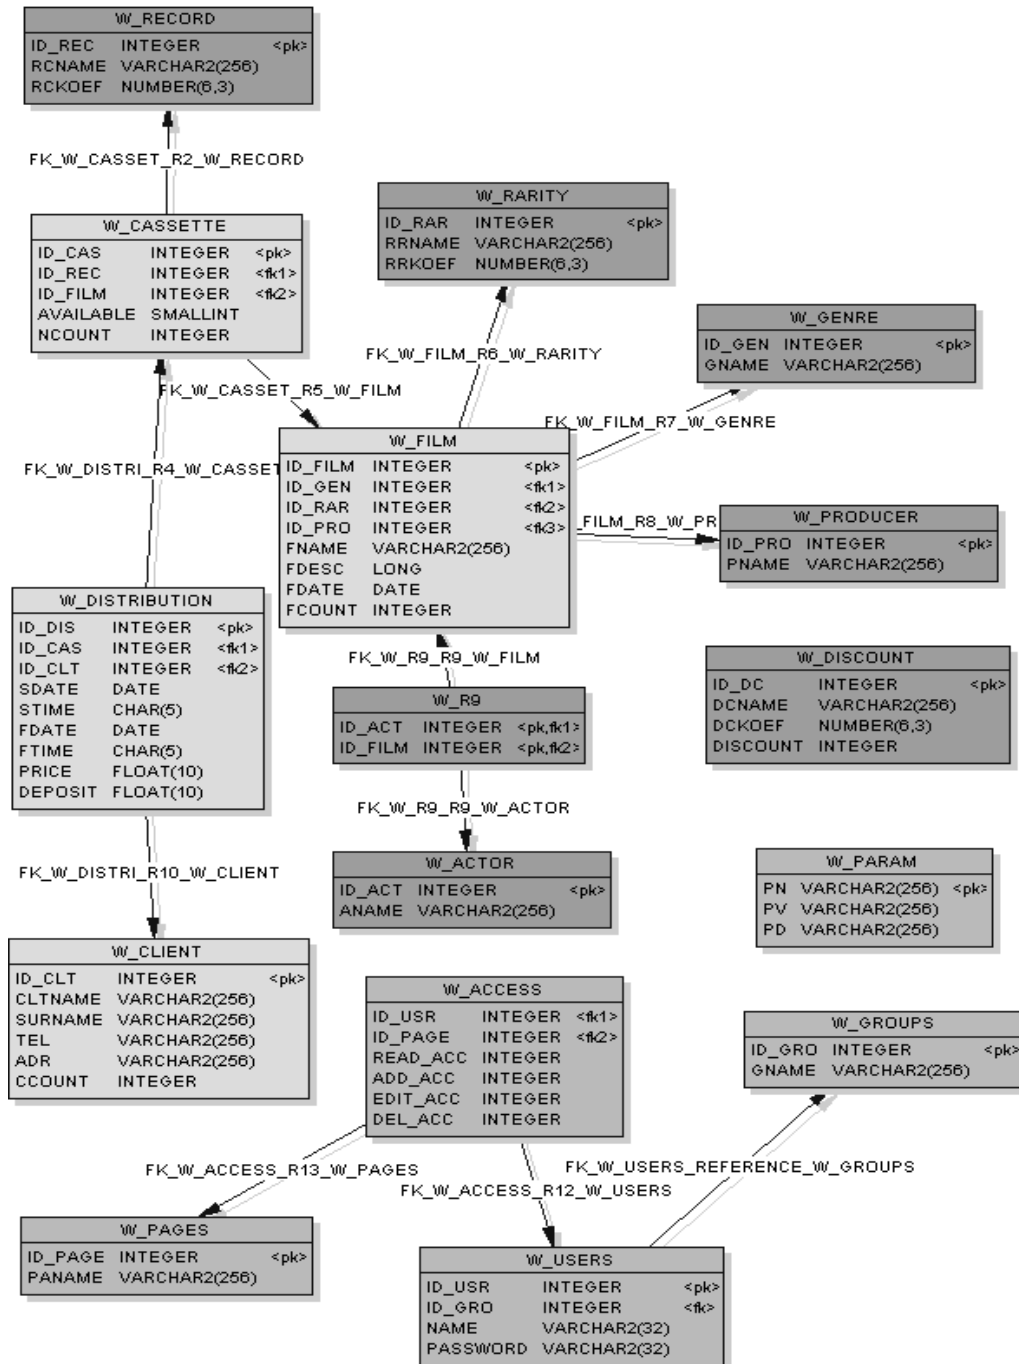 W_RECORD
ID_REC INTEGER <pk>
RCNAME VARCHAR2(256)
RCKOEF NUMBER(6,3)
FK_W_CASSET_R2_W_RECORD
W_RARITY
ID_RAR INTEGER <pk>
RRNAME VARCHAR2(256)
RRKOEF NUMBER(6,3)
W_CASSETTE
ID_CAS INTEGER <pk>
ID_REC INTEGER <fk1>
ID_FILM INTEGER <fk2>
AVAILABLE SMALLINT
NCOUNT INTEGER
W_GENRE
ID_GEN INTEGER <pk>
GNAME VARCHAR2(256)
FK_W_FILM_R6_W_RARITY
FK_W_CASSET_R5_W_FILM
FK_W_FILM_R7_W_GENRE
W_FILM
ID_FILM INTEGER <pk>
ID_GEN INTEGER <fk1>
ID_RAR INTEGER <fk2>
ID_PRO INTEGER <fk3>
FNAME VARCHAR2(256)
FDESC LONG
FDATE DATE
FCOUNT INTEGER
FK_W_DISTRI_R4_W_CASSET
_FILM_R8_W_PR
W_PRODUCER
ID_PRO INTEGER <pk>
PNAME VARCHAR2(256)
W_DISTRIBUTION
ID_DIS INTEGER <pk>
ID_CAS INTEGER <fk1>
ID_CLT INTEGER <fk2>
SDATE DATE
STIME CHAR(5)
FDATE DATE
FTIME CHAR(5)
PRICE FLOAT(10)
DEPOSIT FLOAT(10)
FK_W_R9_R9_W_FILM
W_DISCOUNT
ID_DC INTEGER <pk>
DCNAME VARCHAR2(256)
DCKOEF NUMBER(6,3)
DISCOUNT INTEGER
W_R9
ID_ACT INTEGER <pk,fk1>
ID_FILM INTEGER <pk,fk2>
FK_W_R9_R9_W_ACTOR
FK_W_DISTRI_R10_W_CLIENT
W_ACTOR
ID_ACT INTEGER <pk>
ANAME VARCHAR2(256)
W_PARAM
PN VARCHAR2(256) <pk>
PV VARCHAR2(256)
PD VARCHAR2(256)
W_CLIENT
ID_CLT INTEGER <pk>
CLTNAME VARCHAR2(256)
SURNAME VARCHAR2(256)
TEL VARCHAR2(256)
ADR VARCHAR2(256)
CCOUNT INTEGER
W_ACCESS
ID_USR INTEGER <fk1>
ID_PAGE INTEGER <fk2>
READ_ACC INTEGER
ADD_ACC INTEGER
EDIT_ACC INTEGER
DEL_ACC INTEGER
W_GROUPS
ID_GRO INTEGER <pk>
GNAME VARCHAR2(256)
FK_W_ACCESS_R13_W_PAGES
FK_W_USERS_REFERENCE_W_GROUPS
FK_W_ACCESS_R12_W_USERS
W_PAGES
ID_PAGE INTEGER <pk>
PANAME VARCHAR2(256)
W_USERS
ID_USR INTEGER <pk>
ID_GRO INTEGER <fk>
NAME VARCHAR2(32)
PASSWORD VARCHAR2(32)